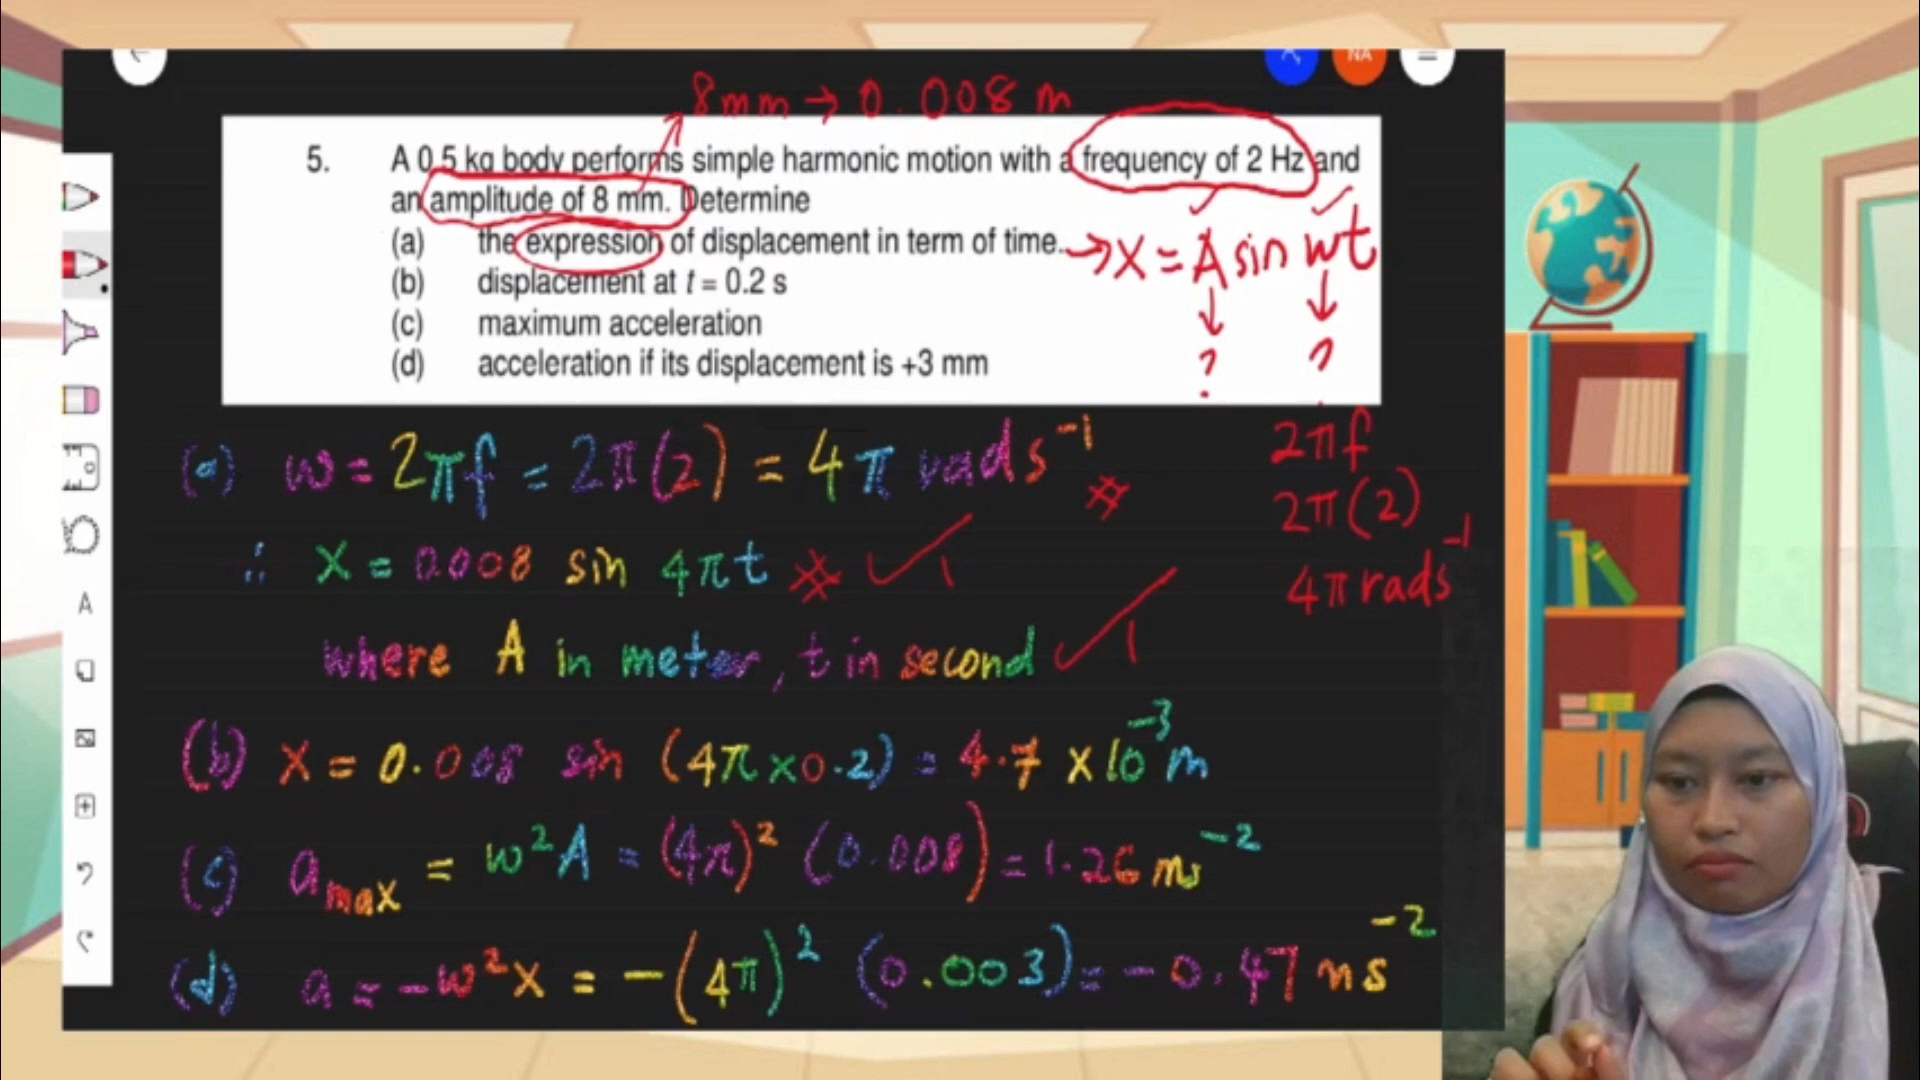 NA
8mm → 0.008 m
5. A 0.5 kg body performs simple harmonic motion with a frequency of 2 Hz and
an amplitude of 8 mm. Determine
(a) the expression of displacement in term of time. → x = A sin wt
(b) displacement at t = 0.2 s
(c) maximum acceleration
(d) acceleration if its displacement is +3 mm
? ?
2πf
2π(2)
4π rads⁻¹
(a) w = 2πf = 2π(2) = 4π rads⁻¹
∴ x = 0.008 sin 4πt ✓1
where A in meter, t in second ✓1
(b) x = 0.008 sin (4π×0.2) = 4.7 ×10⁻³ m
(c) a max = w²A = (4π)² (0.008) = 1.26 ms⁻²
(d) a = -w²x = -(4π)² (0.003) = -0.47 ms⁻²
A